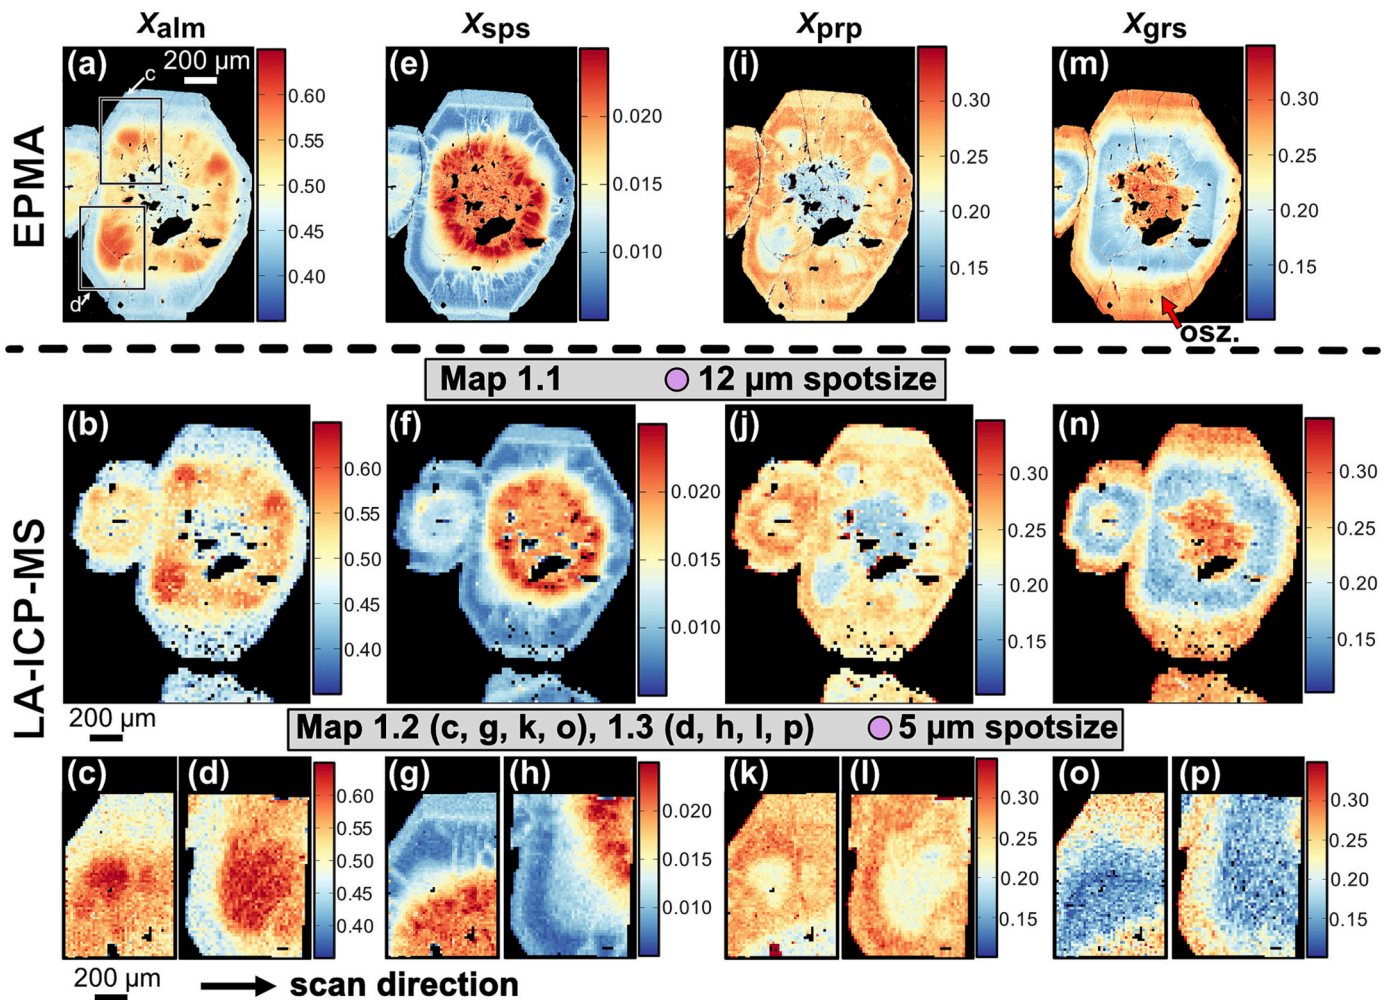 Xalm Xsps Xprp Xgrs
EPMA
(a) 200 µm (e) (i) (m)
c
d
0.60 0.55 0.50 0.45 0.40
0.020 0.015 0.010
0.30 0.25 0.20 0.15
0.30 0.25 0.20 0.15
osz.
Map 1.1 12 µm spotsize
LA-ICP-MS
(b) (f) (j) (n)
0.60 0.55 0.50 0.45 0.40
0.020 0.015 0.010
0.30 0.25 0.20 0.15
0.30 0.25 0.20 0.15
200 µm
Map 1.2 (c, g, k, o), 1.3 (d, h, l, p) 5 µm spotsize
(c) (d) (g) (h) (k) (l) (o) (p)
0.60 0.55 0.50 0.45 0.40 0.35
0.020 0.015 0.010
0.30 0.25 0.20 0.15
0.30 0.25 0.20 0.15
200 µm scan direction